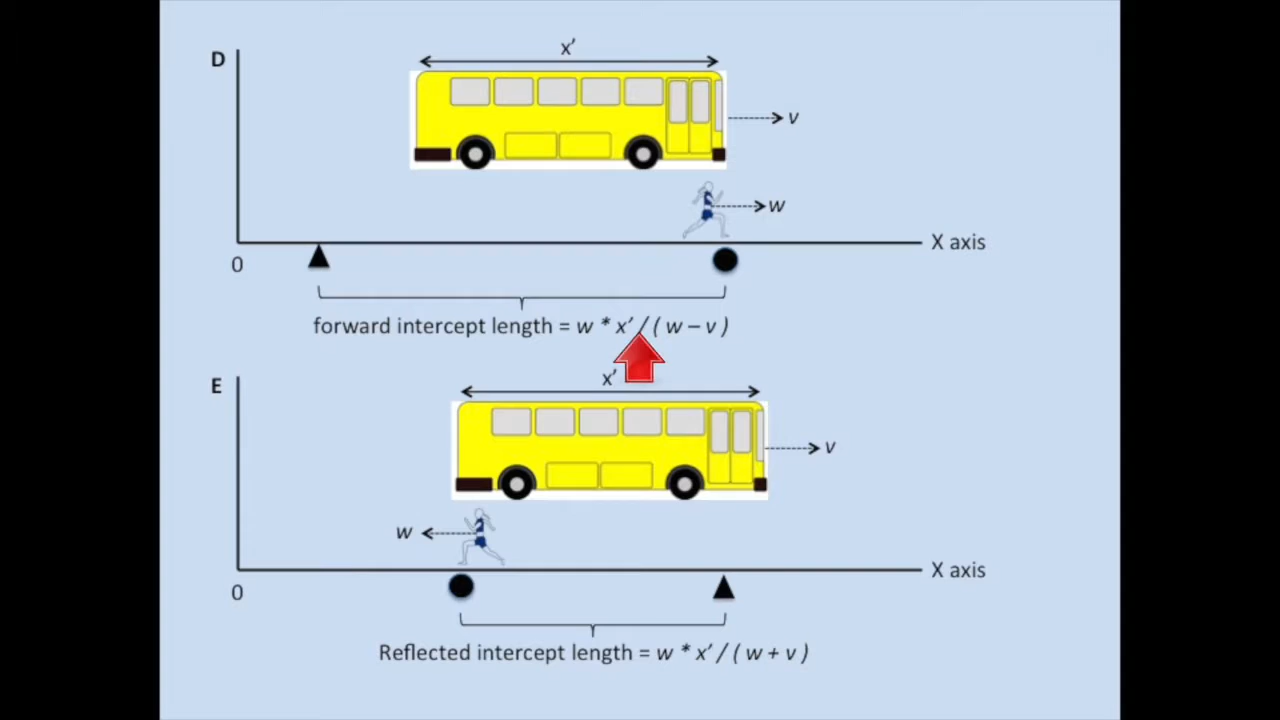 D
x′
v
w
X axis
0
forward intercept length = w * x′ / ( w – v )
E
x′
v
w
X axis
0
Reflected intercept length = w * x′ / ( w + v )